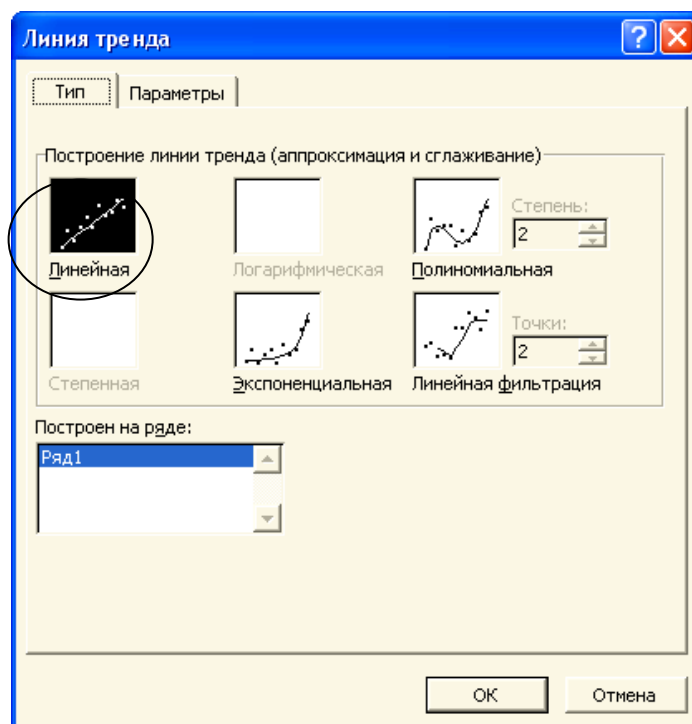 Линия тренда
Тип
Параметры
Построение линии тренда (аппроксимация и сглаживание)
Линейная
Логарифмическая
Полиномиальная
Степень:
2
Степенная
Экспоненциальная
Линейная фильтрация
Точки:
2
Построен на ряде:
Ряд1
ОК
Отмена